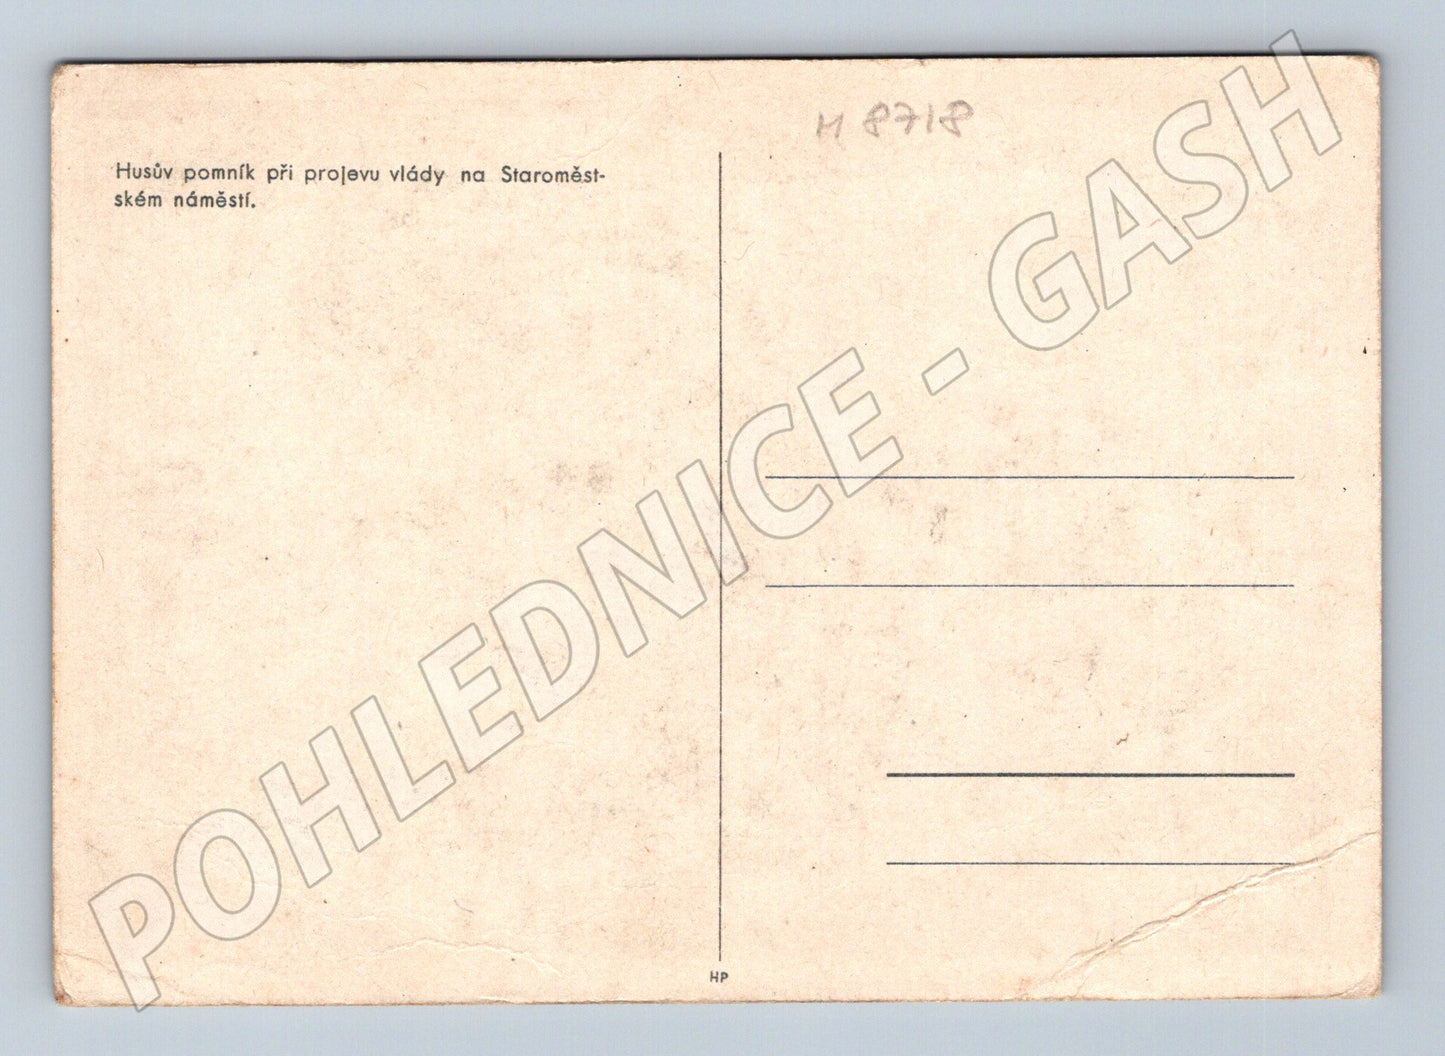 H 8718
Husův pomník při projevu vlády na Staroměst-
ském náměstí.
POHLEDNICE - GASH
HP